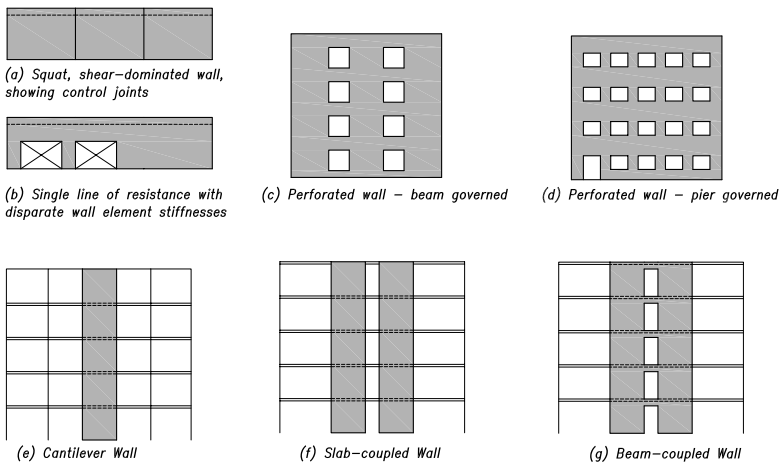 (a) Squat, shear-dominated wall,
showing control joints
(b) Single line of resistance with
disparate wall element stiffnesses
(c) Perforated wall - beam governed
(d) Perforated wall - pier governed
(e) Cantilever Wall
(f) Slab-coupled Wall
(g) Beam-coupled Wall